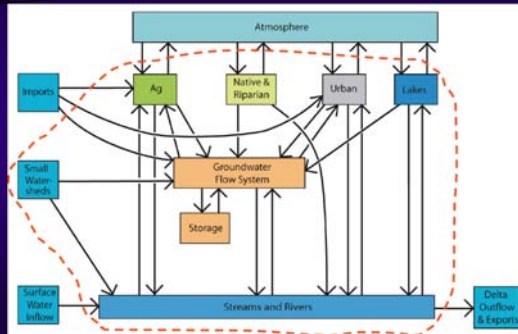 Atmosphere
Imports
Ag
Native &
Riparian
Urban
Lakes
Small
Water-
sheds
Groundwater
Flow System
Storage
Surface
Water
Inflow
Streams and Rivers
Delta
Outflow
& Exports